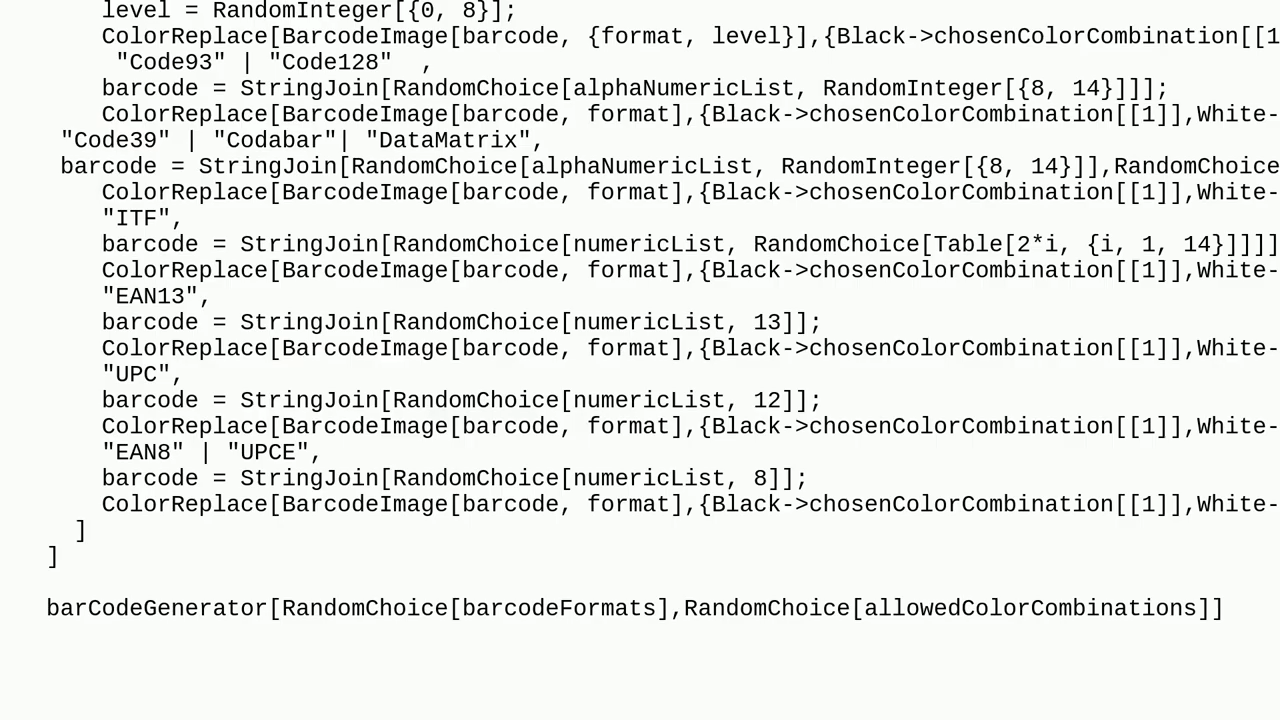 level = RandomInteger[{0, 8}];
ColorReplace[BarcodeImage[barcode, {format, level}],{Black->chosenColorCombination[[1
"Code93" | "Code128"  ,
barcode = StringJoin[RandomChoice[alphaNumericList, RandomInteger[{8, 14}]]];
ColorReplace[BarcodeImage[barcode, format],{Black->chosenColorCombination[[1]],White-
"Code39" | "Codabar"| "DataMatrix",
barcode = StringJoin[RandomChoice[alphaNumericList, RandomInteger[{8, 14}]],RandomChoice
ColorReplace[BarcodeImage[barcode, format],{Black->chosenColorCombination[[1]],White-
"ITF",
barcode = StringJoin[RandomChoice[numericList, RandomChoice[Table[2*i, {i, 1, 14}]]]]
ColorReplace[BarcodeImage[barcode, format],{Black->chosenColorCombination[[1]],White-
"EAN13",
barcode = StringJoin[RandomChoice[numericList, 13]];
ColorReplace[BarcodeImage[barcode, format],{Black->chosenColorCombination[[1]],White-
"UPC",
barcode = StringJoin[RandomChoice[numericList, 12]];
ColorReplace[BarcodeImage[barcode, format],{Black->chosenColorCombination[[1]],White-
"EAN8" | "UPCE",
barcode = StringJoin[RandomChoice[numericList, 8]];
ColorReplace[BarcodeImage[barcode, format],{Black->chosenColorCombination[[1]],White-
]
]
barCodeGenerator[RandomChoice[barcodeFormats],RandomChoice[allowedColorCombinations]]